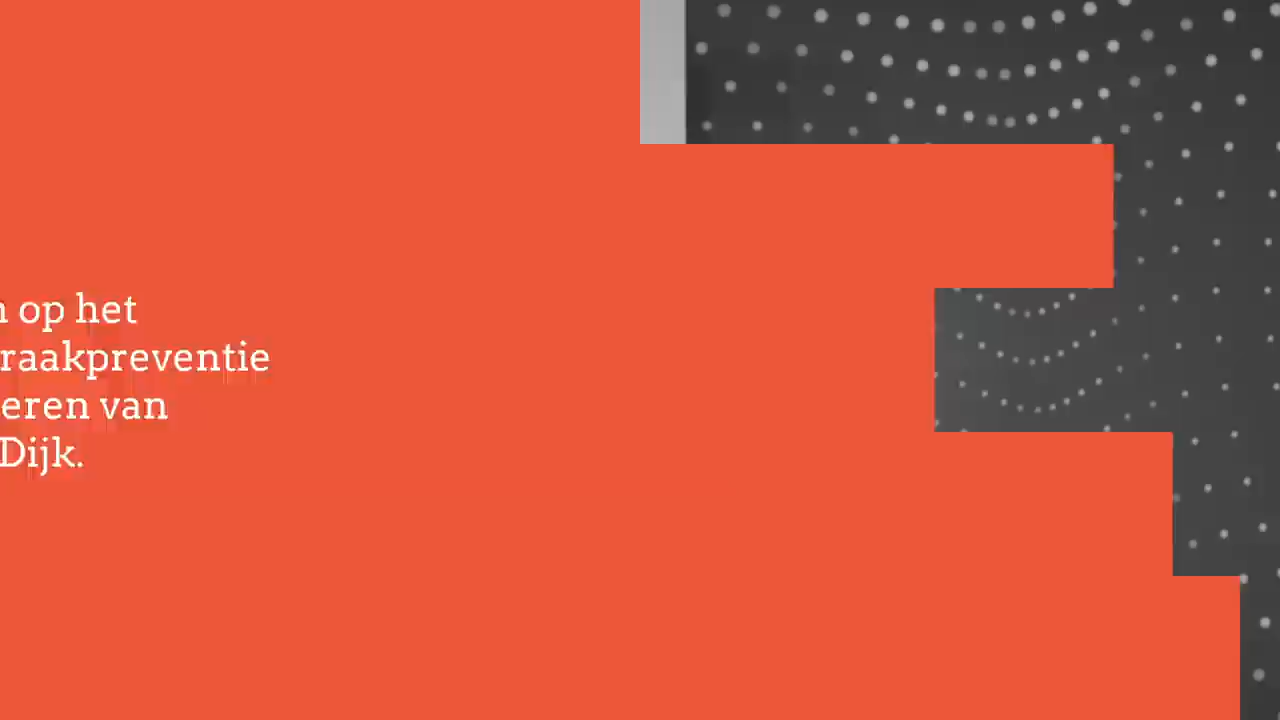 op het
raakpreventie
eren van
Dijk.